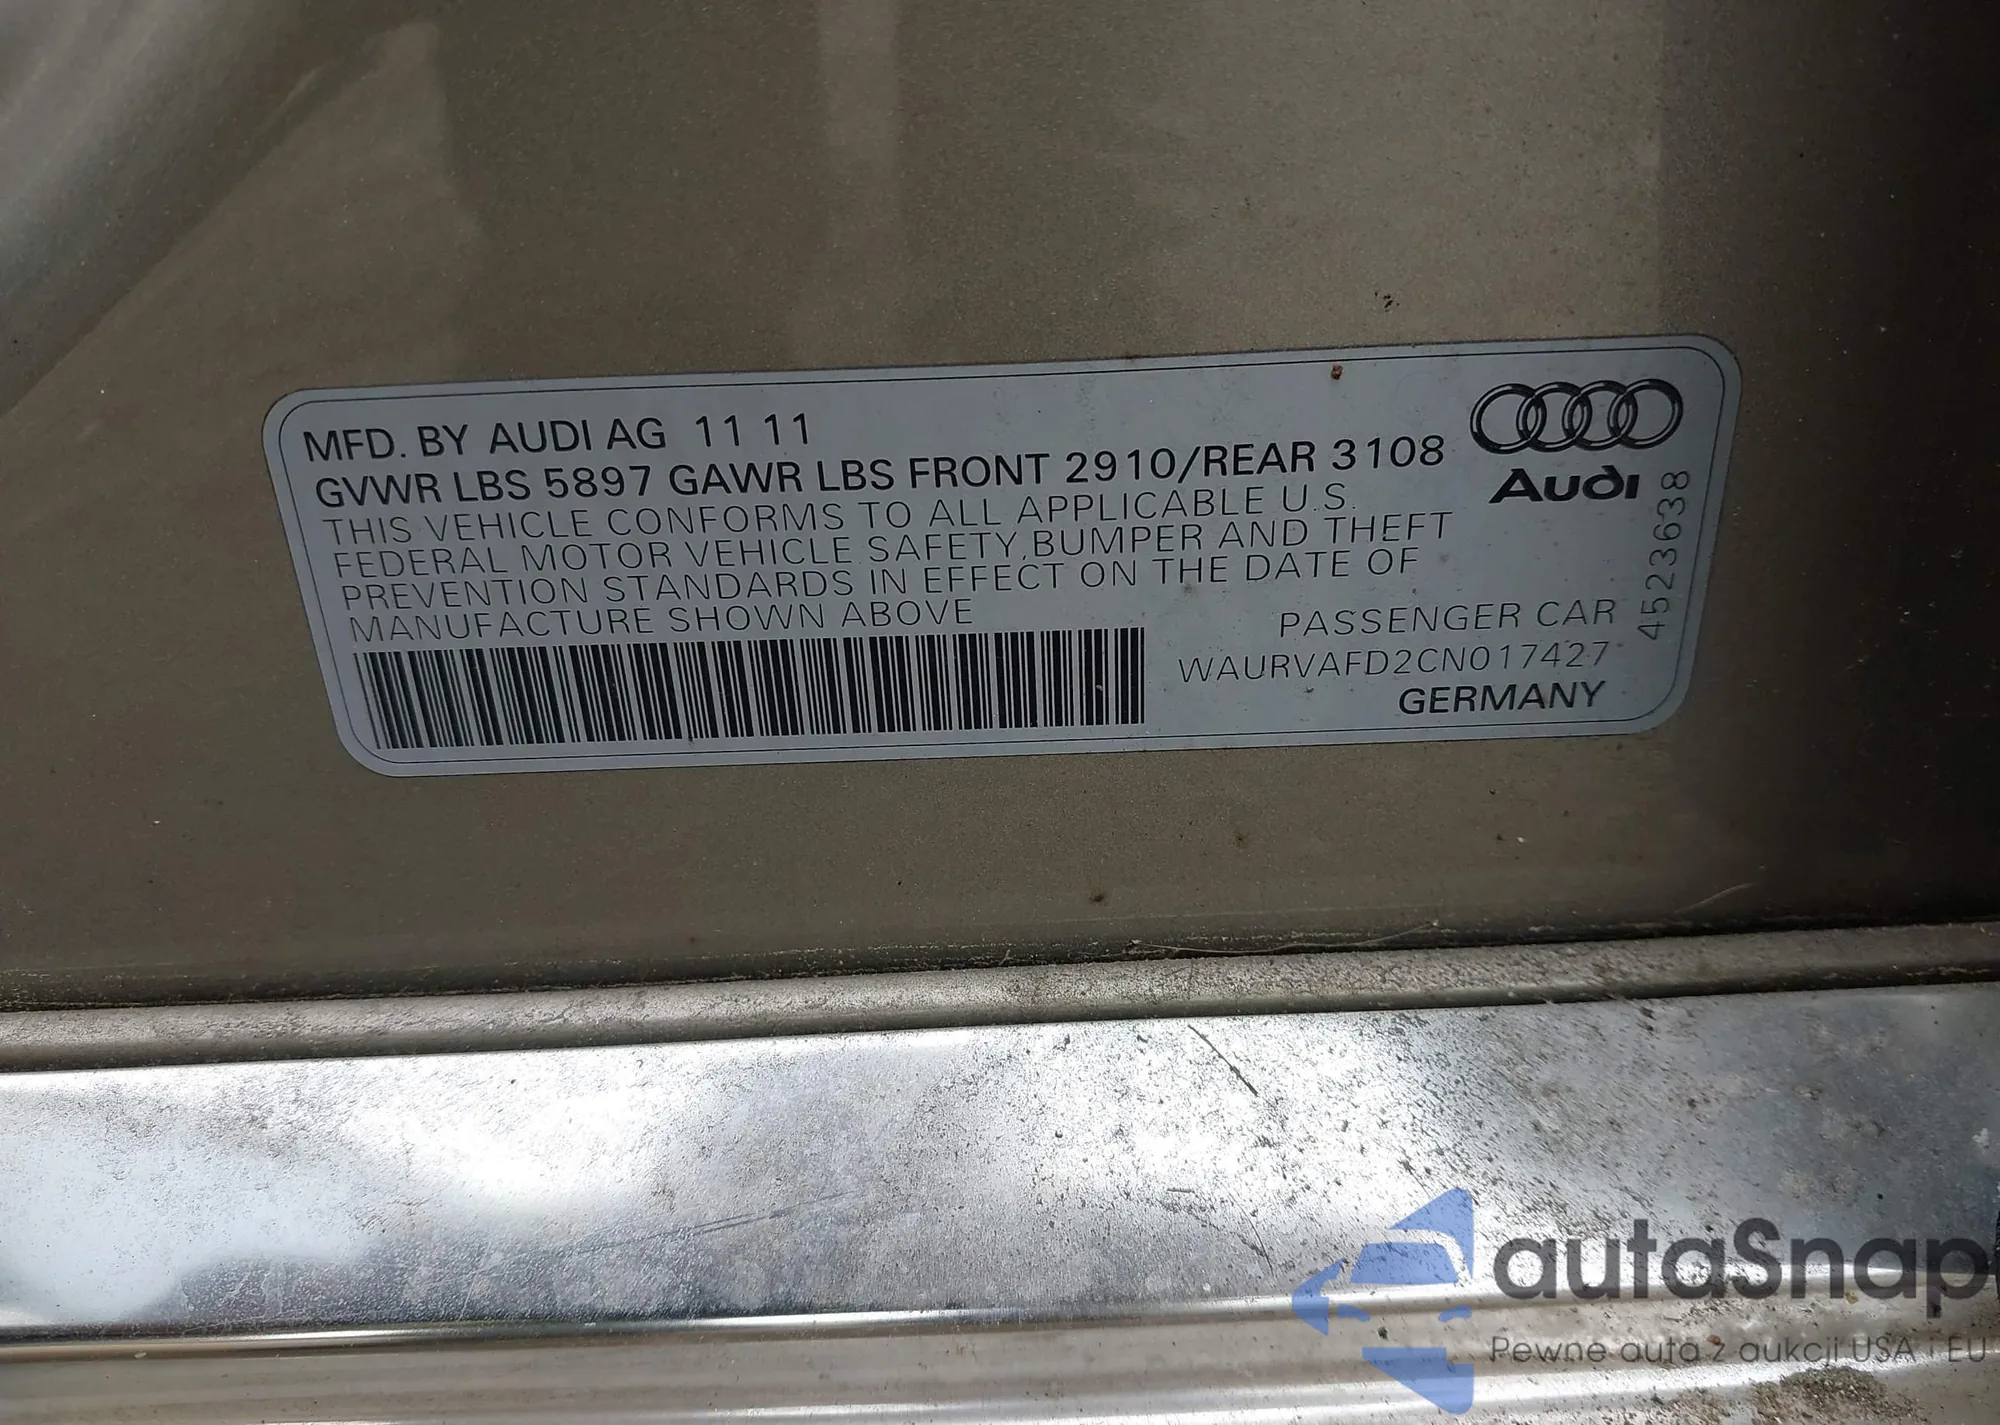 MFD. BY AUDI AG 11 11
GVWR LBS 5897 GAWR LBS FRONT 2910/REAR 3108
THIS VEHICLE CONFORMS TO ALL APPLICABLE U.S.
FEDERAL MOTOR VEHICLE SAFETY, BUMPER AND THEFT
PREVENTION STANDARDS IN EFFECT ON THE DATE OF
MANUFACTURE SHOWN ABOVE
Audi
4523638
PASSENGER CAR
WAURVAFD2CN017427
GERMANY
autaSnap
Pewne auta z aukcji USA i EU